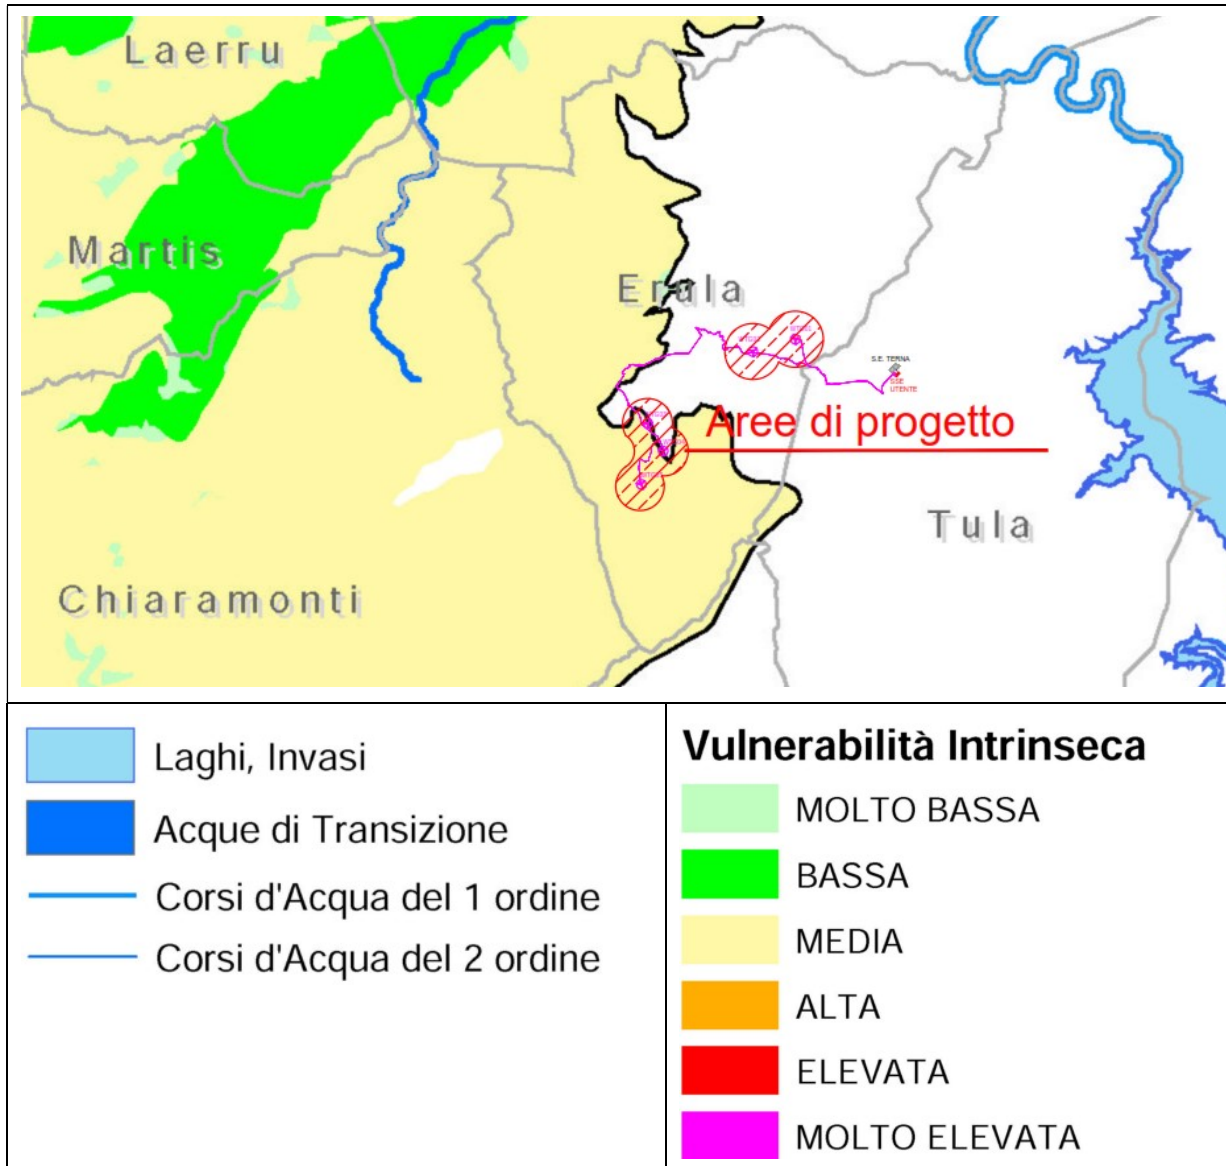 Laerru
Martis
Erula
S.E. TERNA
SSE
UTENTE
Aree di progetto
Tula
Chiaramonti
Laghi, Invasi
Acque di Transizione
Corsi d'Acqua del 1 ordine
Corsi d'Acqua del 2 ordine
Vulnerabilità Intrinseca
MOLTO BASSA
BASSA
MEDIA
ALTA
ELEVATA
MOLTO ELEVATA